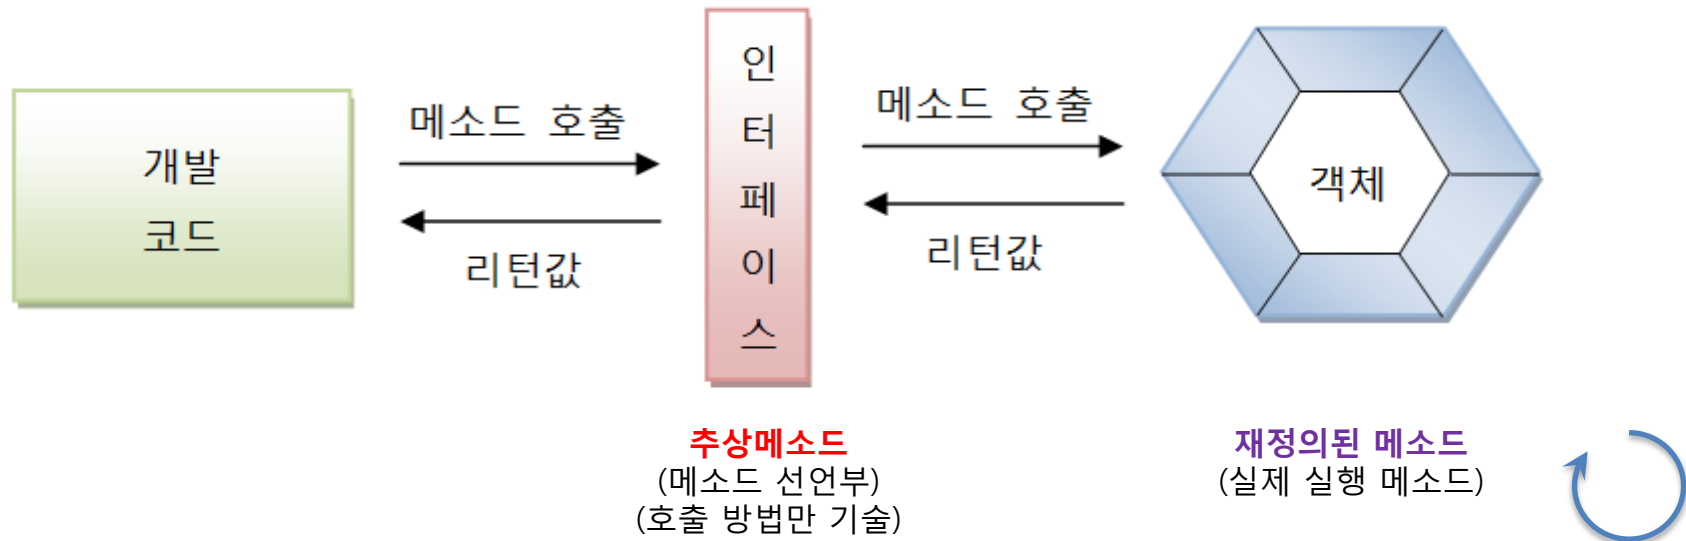 개발
코드
메소드 호출
리턴값
인
터
페
이
스
메소드 호출
리턴값
객체
추상메소드
(메소드 선언부)
(호출 방법만 기술)
재정의된 메소드
(실제 실행 메소드)